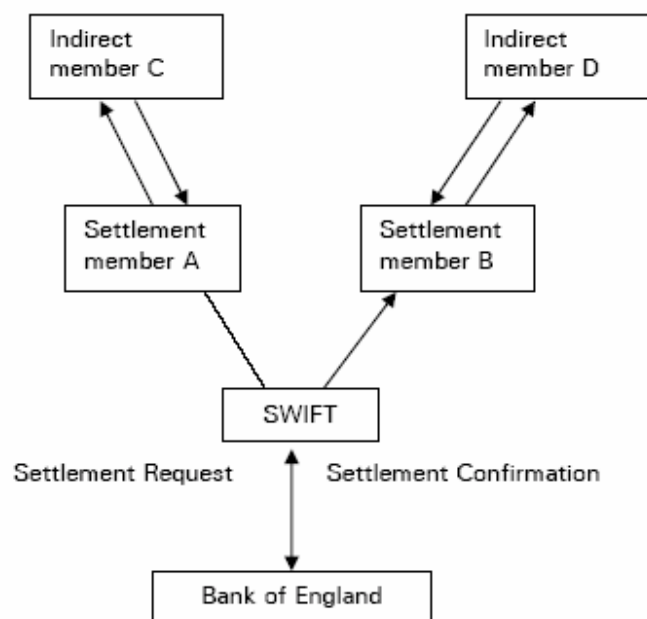 Indirect
member C
Indirect
member D
Settlement
member A
Settlement
member B
SWIFT
Settlement Request
Settlement Confirmation
Bank of England